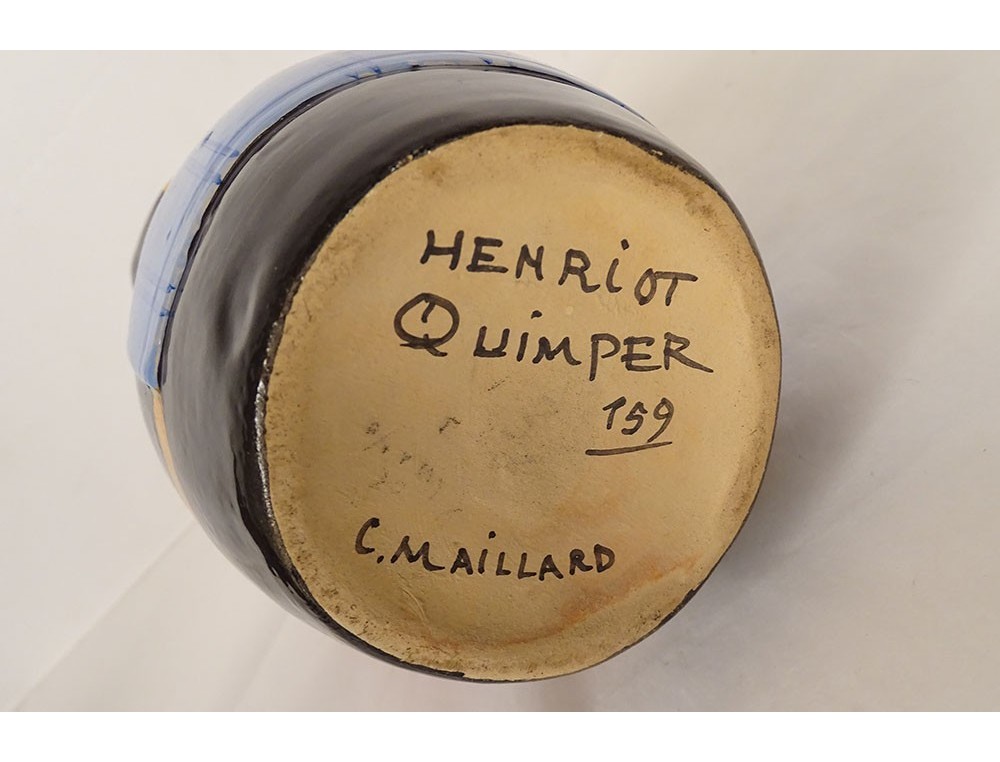 HENRiOT
QUiMPER
159
C. MAiLLARD